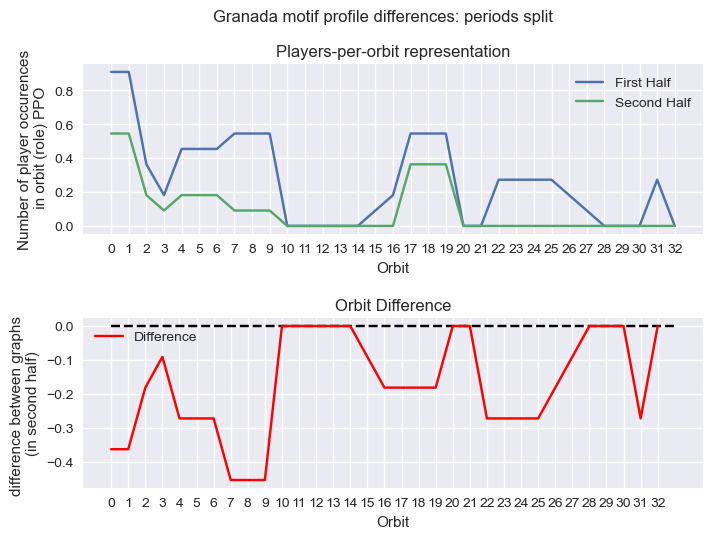 Granada motif profile differences: periods split
Players-per-orbit representation
Number of player occurences
in orbit (role) PPO
0.8
0.6
0.4
0.2
0.0
First Half
Second Half
0 1 2 3 4 5 6 7 8 9 10 11 12 13 14 15 16 17 18 19 20 21 22 23 24 25 26 27 28 29 30 31 32
Orbit
Orbit Difference
difference between graphs
(in second half)
0.0
−0.1
−0.2
−0.3
−0.4
Difference
0 1 2 3 4 5 6 7 8 9 10 11 12 13 14 15 16 17 18 19 20 21 22 23 24 25 26 27 28 29 30 31 32
Orbit